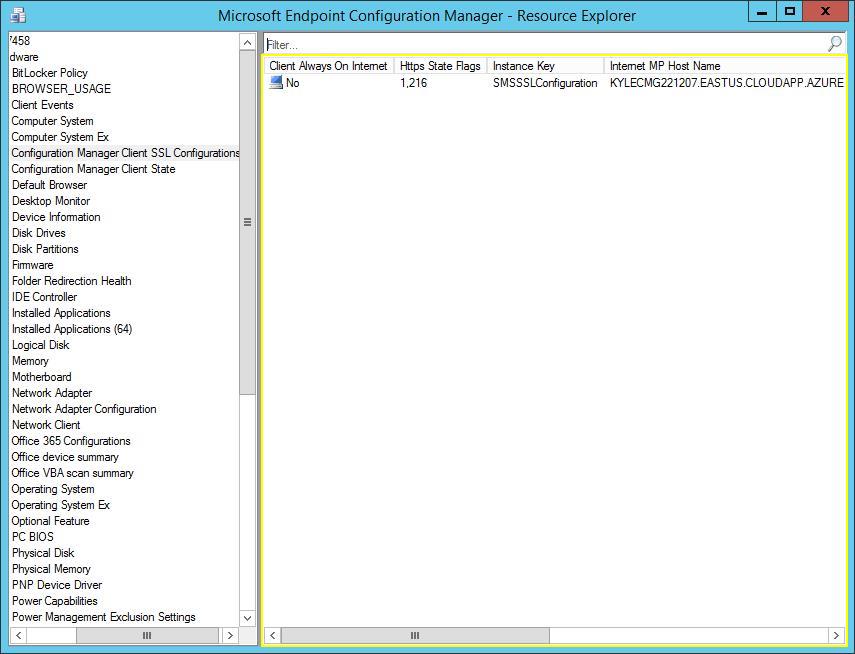 Microsoft Endpoint Configuration Manager - Resource Explorer
7458
dware
BitLocker Policy
BROWSER_USAGE
Client Events
Computer System
Computer System Ex
Configuration Manager Client SSL Configurations
Configuration Manager Client State
Default Browser
Desktop Monitor
Device Information
Disk Drives
Disk Partitions
Firmware
Folder Redirection Health
IDE Controller
Installed Applications
Installed Applications (64)
Logical Disk
Memory
Motherboard
Network Adapter
Network Adapter Configuration
Network Client
Office 365 Configurations
Office device summary
Office VBA scan summary
Operating System
Operating System Ex
Optional Feature
PC BIOS
Physical Disk
Physical Memory
PNP Device Driver
Power Capabilities
Power Management Exclusion Settings
Filter...
Client Always On Internet Https State Flags Instance Key Internet MP Host Name
No 1,216 SMSSSLConfiguration KYLECMG221207.EASTUS.CLOUDAPP.AZURE